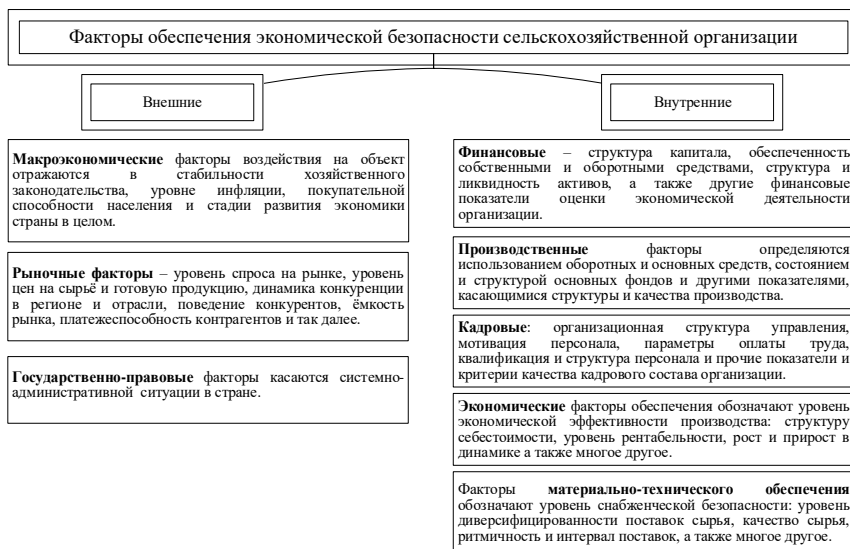 Факторы обеспечения экономической безопасности сельскохозяйственной организации
Внешние
Макроэкономические факторы воздействия на объект
отражаются в стабильности хозяйственного
законодательства, уровне инфляции, покупательной
способности населения и стадии развития экономики
страны в целом.
Рыночные факторы – уровень спроса на рынке, уровень
цен на сырьё и готовую продукцию, динамика конкуренции
в регионе и отрасли, поведение конкурентов, ёмкость
рынка, платежеспособность контрагентов и так далее.
Государственно-правовые факторы касаются системно-
административной ситуации в стране.
Внутренние
Финансовые – структура капитала, обеспеченность
собственными и оборотными средствами, структура и
ликвидность активов, а также другие финансовые
показатели оценки экономической деятельности
организации.
Производственные факторы определяются
использованием оборотных и основных средств, состоянием
и структурой основных фондов и другими показателями,
касающимися структуры и качества производства.
Кадровые: организационная структура управления,
мотивация персонала, параметры оплаты труда,
квалификация и структура персонала и прочие показатели и
критерии качества кадрового состава организации.
Экономические факторы обеспечения обозначают уровень
экономической эффективности производства: структуру
себестоимости, уровень рентабельности, рост и прирост в
динамике а также многое другое.
Факторы материально-технического обеспечения
обозначают уровень снабженческой безопасности: уровень
диверсифицированности поставок сырья, качество сырья,
ритмичность и интервал поставок, а также многое другое.